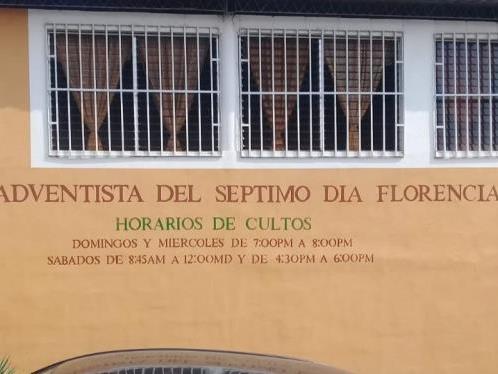 ADVENTISTA DEL SEPTIMO DIA FLORENCIA
HORARIOS DE CULTOS
DOMINGOS Y MIERCOLES DE 7:00PM A 8:00PM
SABADOS DE 8:45AM A 12:00MD Y DE 4:30PM A 6:00PM